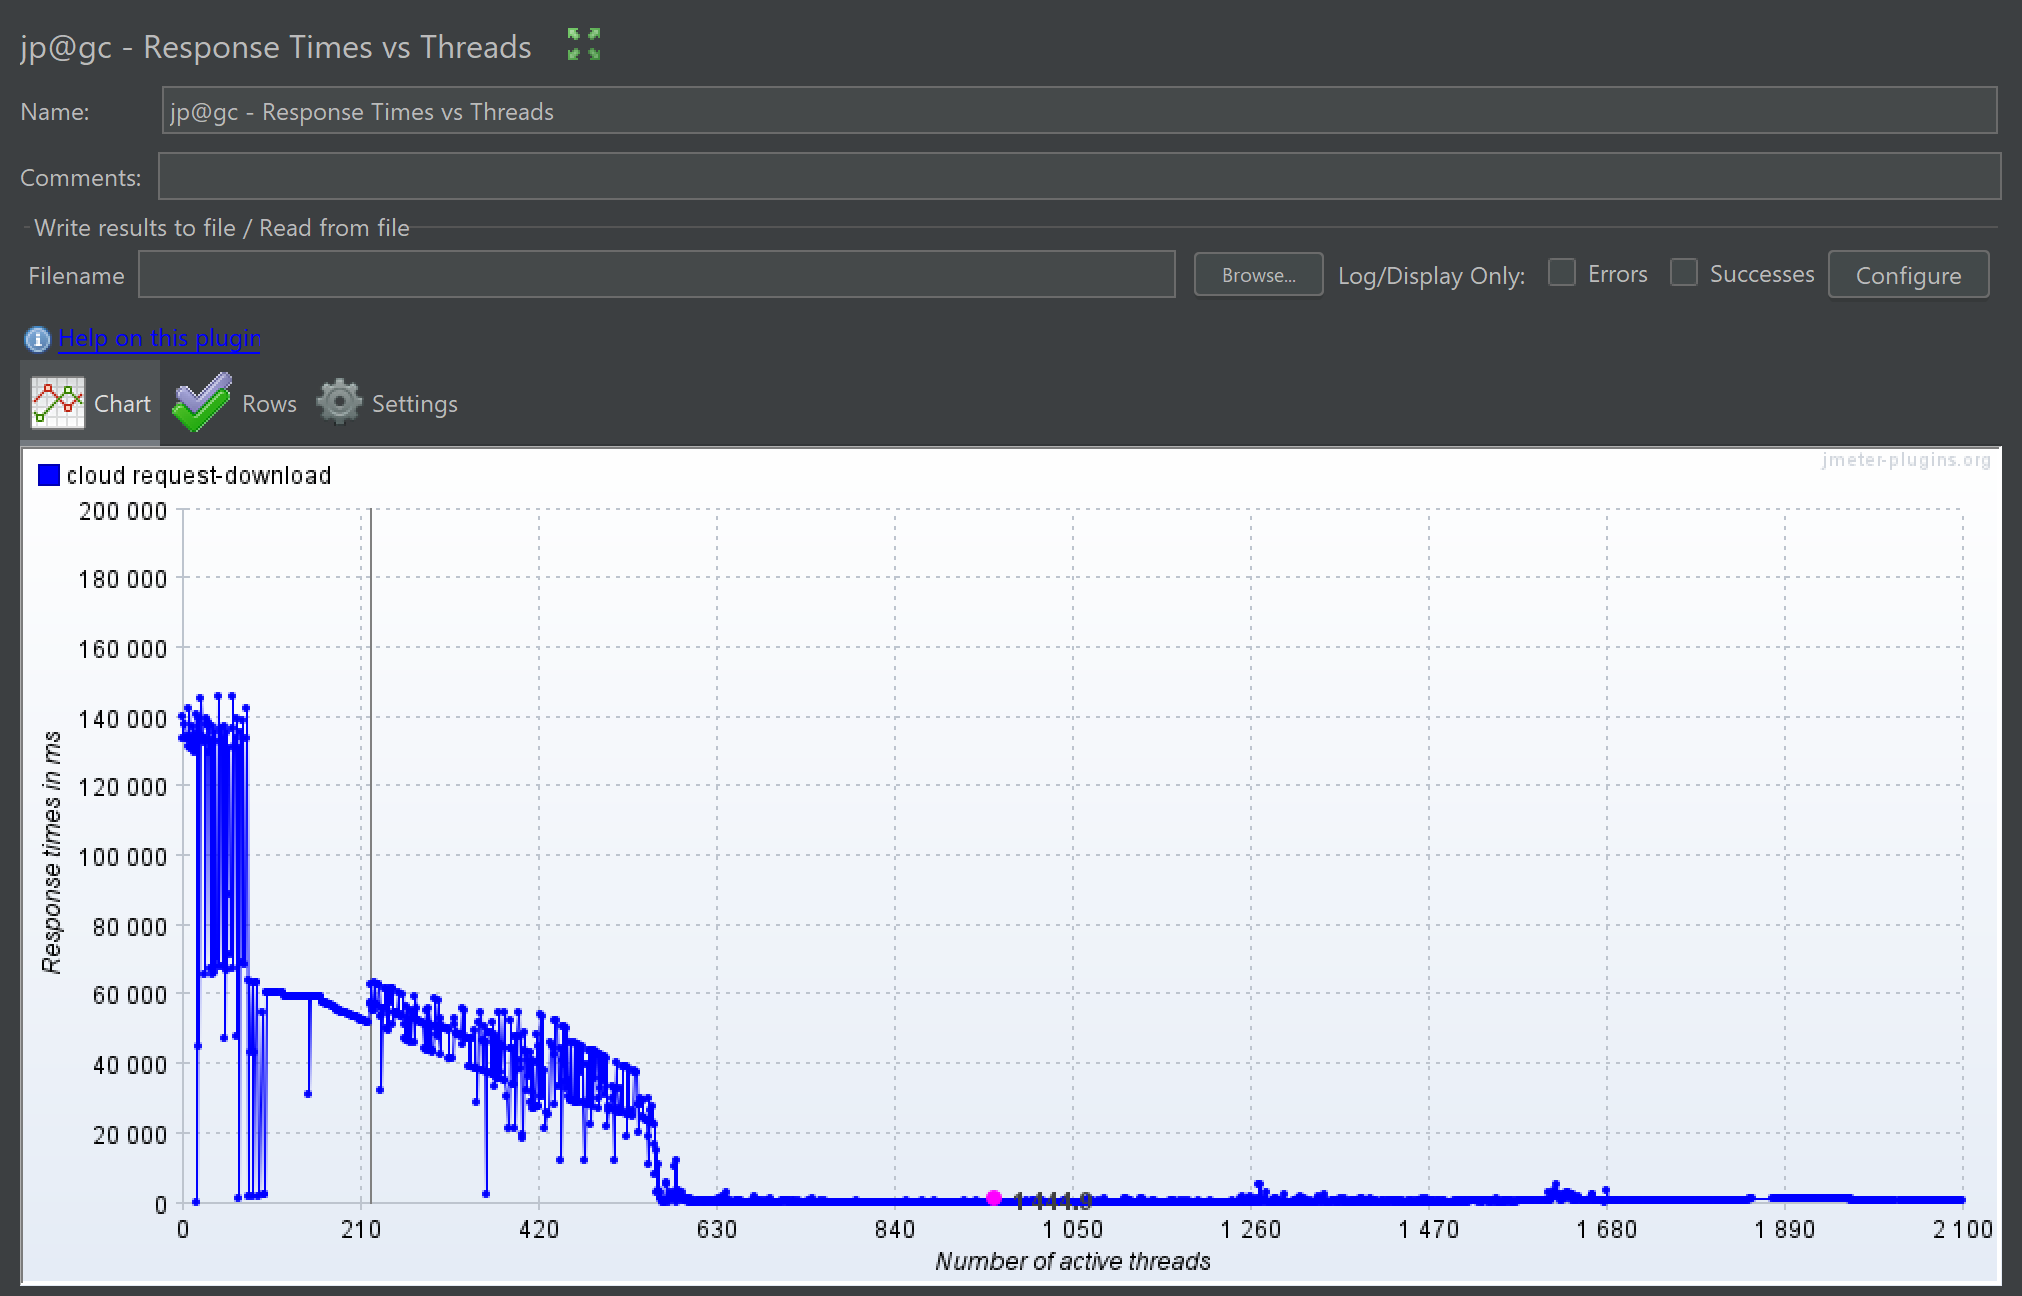 jp@gc - Response Times vs Threads
Name: jp@gc - Response Times vs Threads
Comments:
Write results to file / Read from file
Filename Browse... Log/Display Only: Errors Successes Configure
Help on this plugin
Chart Rows Settings
cloud request-download
jmeter-plugins.org
200 000
180 000
160 000
140 000
120 000
100 000
80 000
60 000
40 000
20 000
0
Response times in ms
0 210 420 630 840 1 050 1 260 1 470 1 680 1 890 2 100
Number of active threads